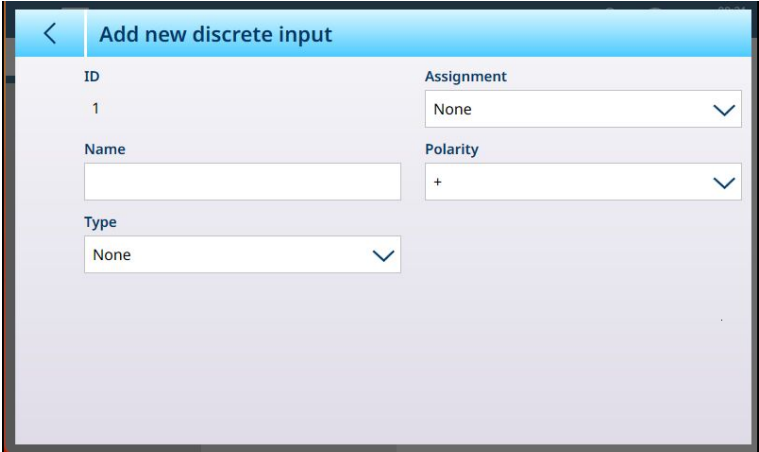 Add new discrete input
ID
1
Name
Type
None
Assignment
None
Polarity
+